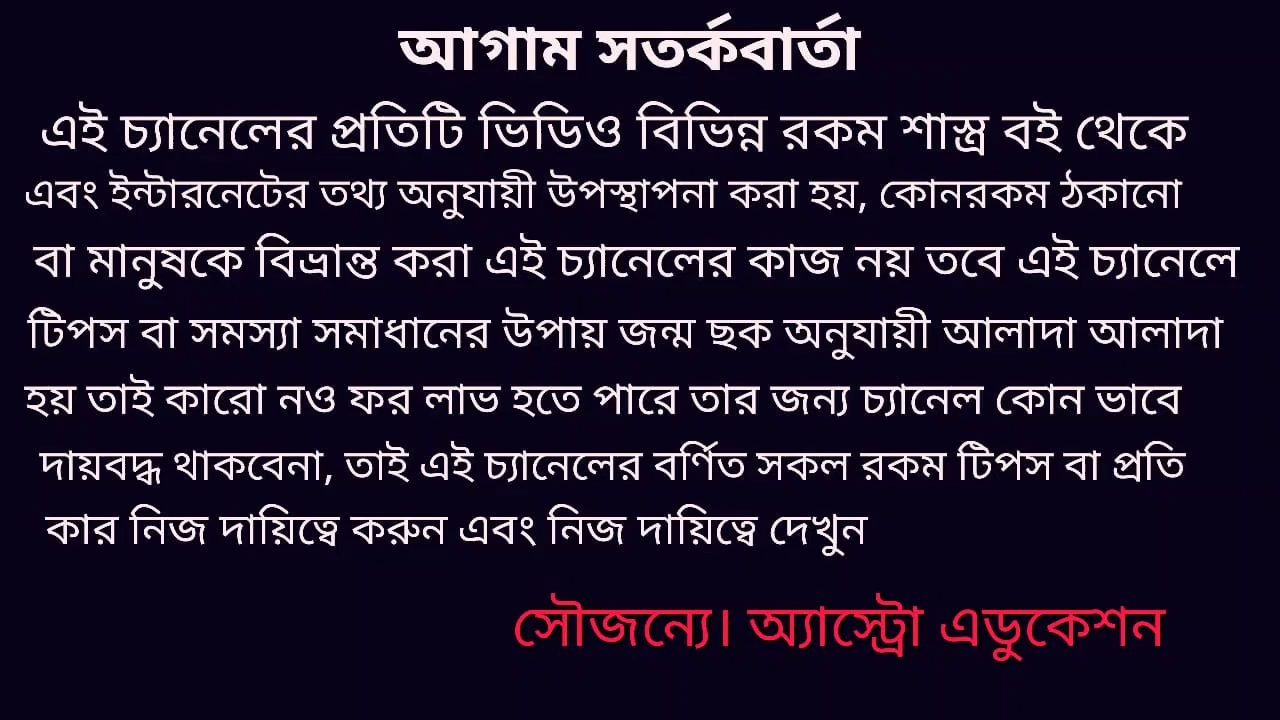 আগাম সতর্কবার্তা
এই চ্যানেলের প্রতিটি ভিডিও বিভিন্ন রকম শাস্ত্র বই থেকে
এবং ইন্টারনেটের তথ্য অনুযায়ী উপস্থাপনা করা হয়, কোনরকম ঠকানো
বা মানুষকে বিভ্রান্ত করা এই চ্যানেলের কাজ নয় তবে এই চ্যানেলে
টিপস বা সমস্যা সমাধানের উপায় জন্ম ছক অনুযায়ী আলাদা আলাদা
হয় তাই কারো নও ফর লাভ হতে পারে তার জন্য চ্যানেল কোন ভাবে
দায়বদ্ধ থাকবেনা, তাই এই চ্যানেলের বর্ণিত সকল রকম টিপস বা প্রতি
কার নিজ দায়িত্বে করুন এবং নিজ দায়িত্বে দেখুন
সৌজন্যে। অ্যাস্ট্রো এডুকেশন